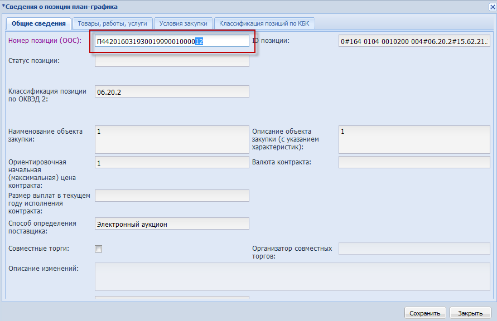 *Сведения о позиции план-графика
Общие сведения Товары, работы, услуги Условия закупки Классификация позиций по КБК
Номер позиции (ООС): П44201603193001999001000012 ID позиции: 0#164 0104 0010200 004#06.20.2#15.62.21.
Статус позиции:
Классификация позиции по ОКВЭД 2: 06.20.2
Наименование объекта закупки: 1 Описание объекта закупки (с указанием характеристик): 1
Ориентировочная начальная (максимальная) цена контракта: 1 Валюта контракта:
Размер выплат в текущем году исполнения контракта:
Способ определения поставщика: Электронный аукцион
Совместные торги: Организатор совместных торгов:
Описание изменений:
Сохранить Закрыть